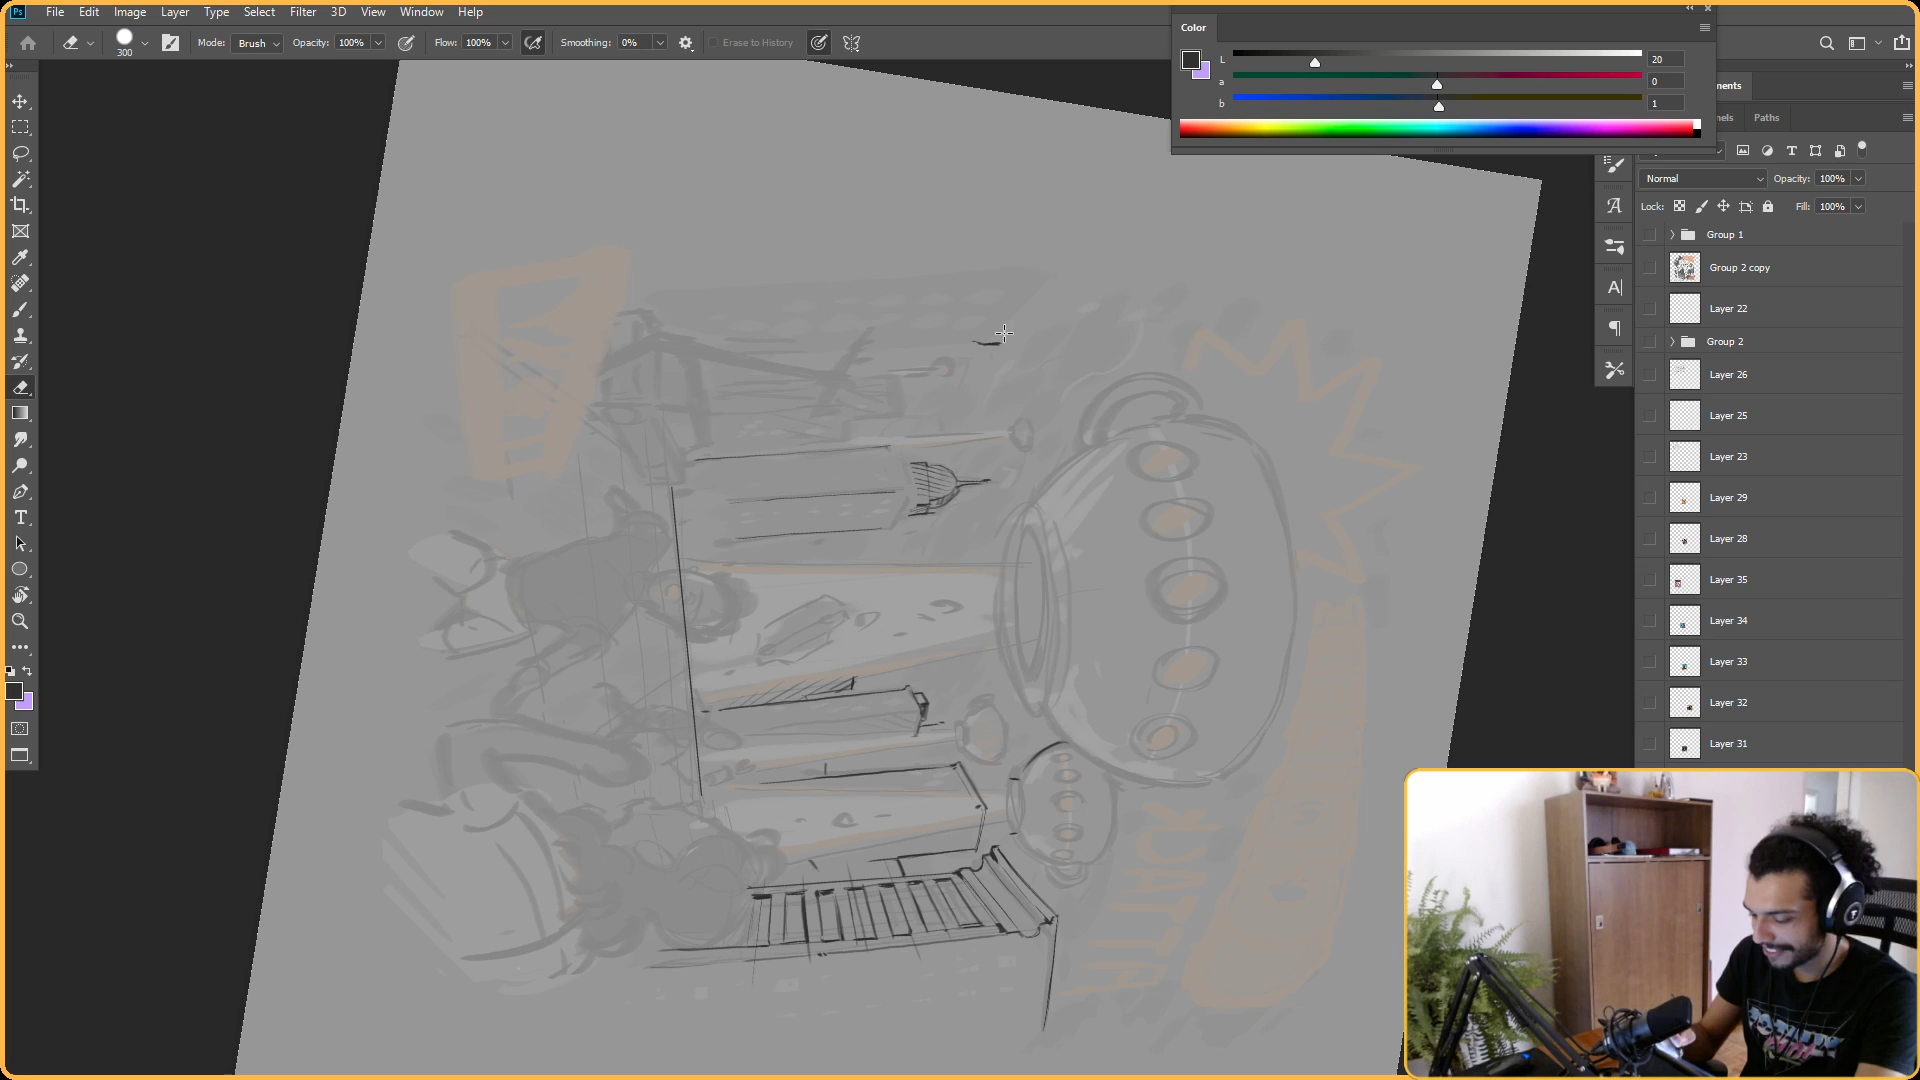 Ps File Edit Image Layer Type Select Filter 3D View Window Help
300 Mode: Brush Opacity: 100% Flow: 100% Smoothing: 0% Erase to History
Color
L 20
a 0
b 1
nents
nels Paths
Normal Opacity: 100%
Lock: Fill: 100%
Group 1
Group 2 copy
Layer 22
Group 2
Layer 26
Layer 25
Layer 23
Layer 29
Layer 28
Layer 35
Layer 34
Layer 33
Layer 32
Layer 31